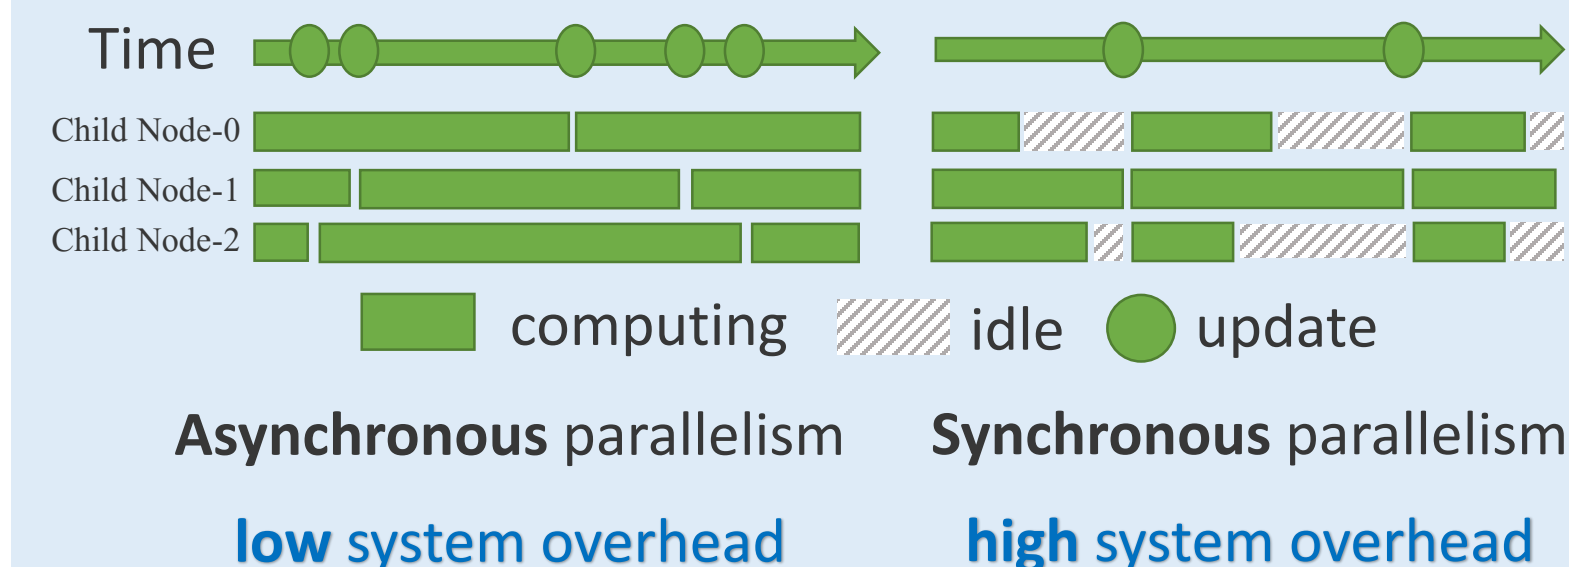 Time
Child Node-0
Child Node-1
Child Node-2
computing idle update
Asynchronous parallelism Synchronous parallelism
low system overhead high system overhead